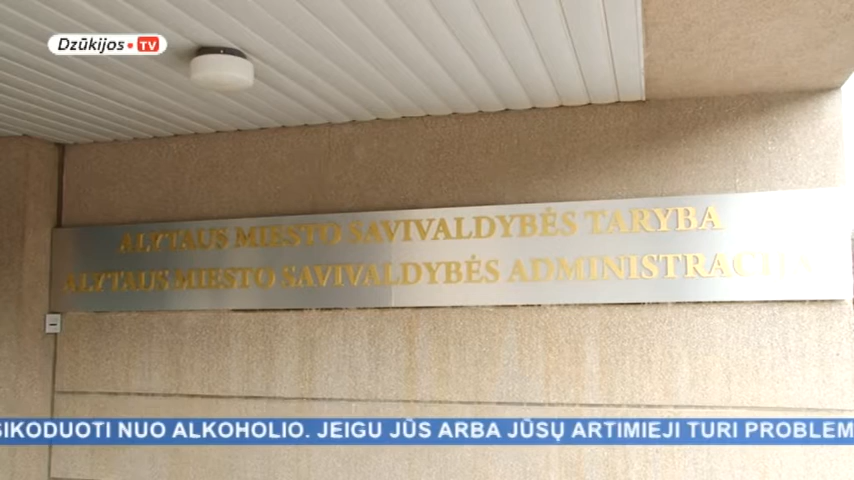 Dzūkijos TV
ALYTAUS MIESTO SAVIVALDYBĖS TARYBA
ALYTAUS MIESTO SAVIVALDYBĖS ADMINISTRACIJA
SIKODUOTI NUO ALKOHOLIO. JEIGU JŪS ARBA JŪSŲ ARTIMIEJI TURI PROBLEM